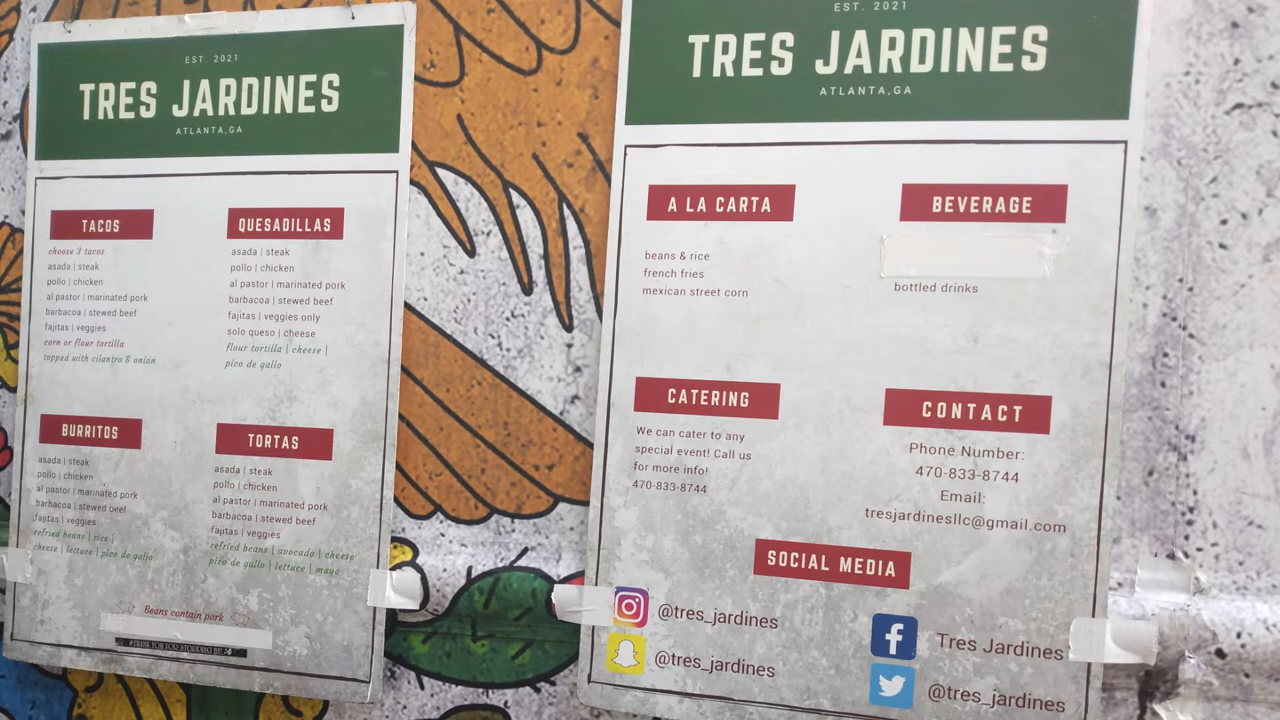 EST. 2021
TRES JARDINES
ATLANTA,GA
TACOS
choose 3 tacos
asada | steak
pollo | chicken
al pastor | marinated pork
barbacoa | stewed beef
fajitas | veggies
corn or flour tortilla
topped with cilantro & onion
QUESADILLAS
asada | steak
pollo | chicken
al pastor | marinated pork
barbacoa | stewed beef
fajitas | veggies only
solo queso | cheese
flour tortilla | cheese |
pico de gallo
BURRITOS
asada | steak
pollo | chicken
al pastor | marinated pork
barbacoa | stewed beef
fajitas | veggies
refried beans | rice |
cheese | lettuce | pico de gallo
TORTAS
asada | steak
pollo | chicken
al pastor | marinated pork
barbacoa | stewed beef
fajitas | veggies
refried beans | avocado | cheese
pico de gallo | lettuce | mayo
Beans contain pork
THANK YOU FOR STOPPING BY!
EST. 2021
TRES JARDINES
ATLANTA,GA
A LA CARTA
beans & rice
french fries
mexican street corn
BEVERAGE
bottled drinks
CATERING
We can cater to any
special event! Call us
for more info!
470-833-8744
CONTACT
Phone Number:
470-833-8744
Email:
tresjardinesllc@gmail.com
SOCIAL MEDIA
@tres_jardines
@tres_jardines
Tres Jardines
@tres_jardines